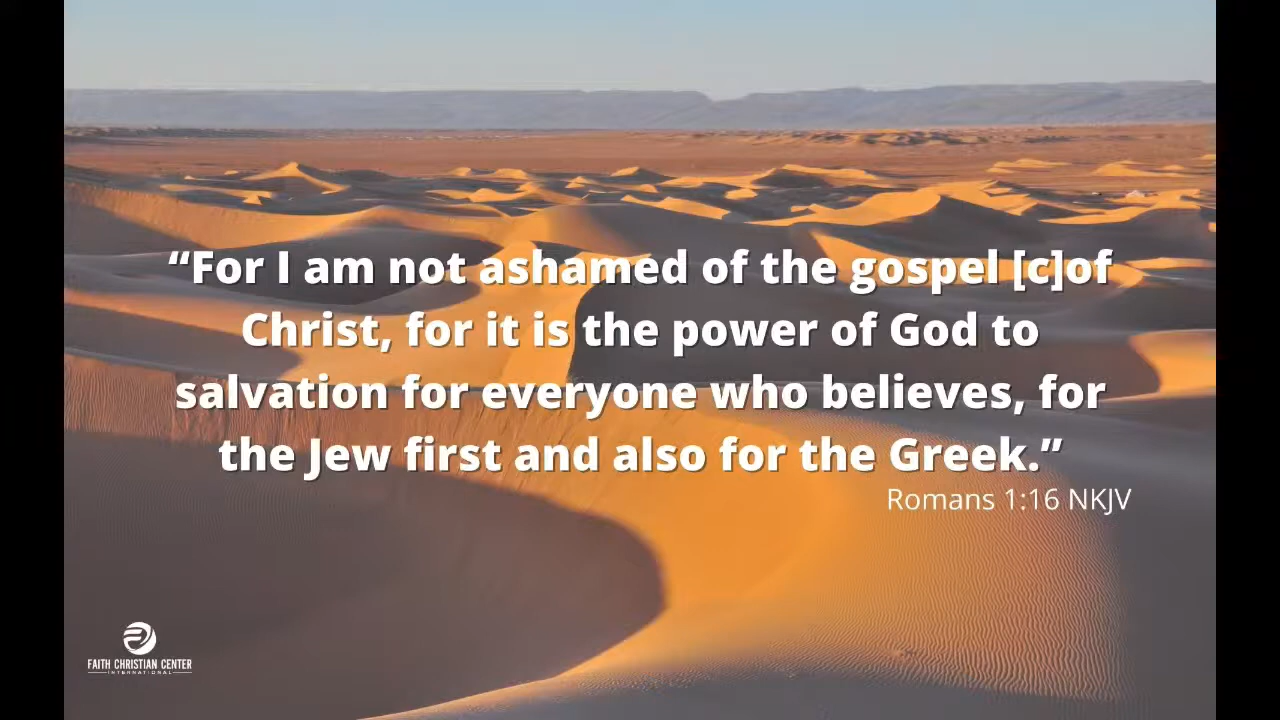 “For I am not ashamed of the gospel [c]of
Christ, for it is the power of God to
salvation for everyone who believes, for
the Jew first and also for the Greek.”
Romans 1:16 NKJV
FAITH CHRISTIAN CENTER
INTERNATIONAL